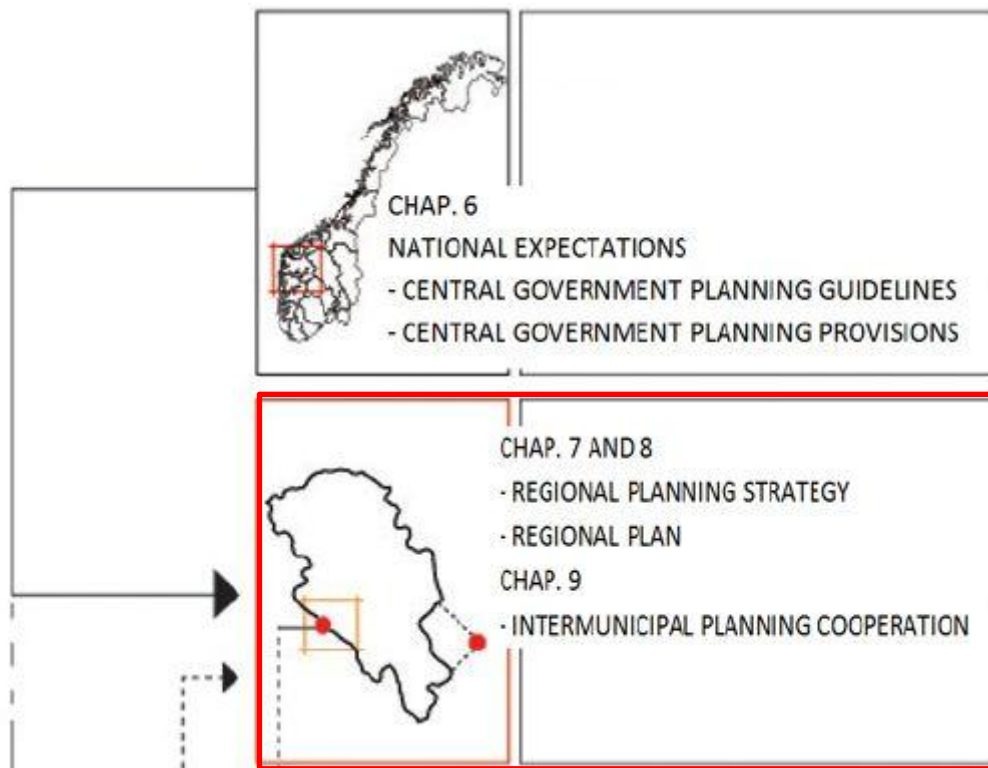 CHAP. 6
NATIONAL EXPECTATIONS
- CENTRAL GOVERNMENT PLANNING GUIDELINES
- CENTRAL GOVERNMENT PLANNING PROVISIONS
CHAP. 7 AND 8
- REGIONAL PLANNING STRATEGY
- REGIONAL PLAN
CHAP. 9
- INTERMUNICIPAL PLANNING COOPERATION